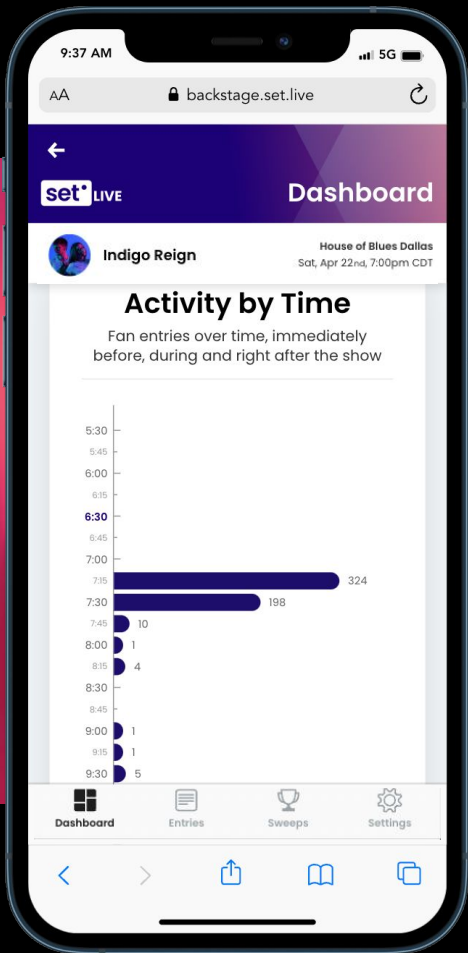 9:37 AM
5G
AA
backstage.set.live
set LIVE
Dashboard
Indigo Reign
House of Blues Dallas
Sat, Apr 22nd, 7:00pm CDT
Activity by Time
Fan entries over time, immediately
before, during and right after the show
5:30
5:45
6:00
6:15
6:30
6:45
7:00
7:15 324
7:30 198
7:45 10
8:00 1
8:15 4
8:30
8:45
9:00 1
9:15 1
9:30 5
Dashboard Entries Sweeps Settings